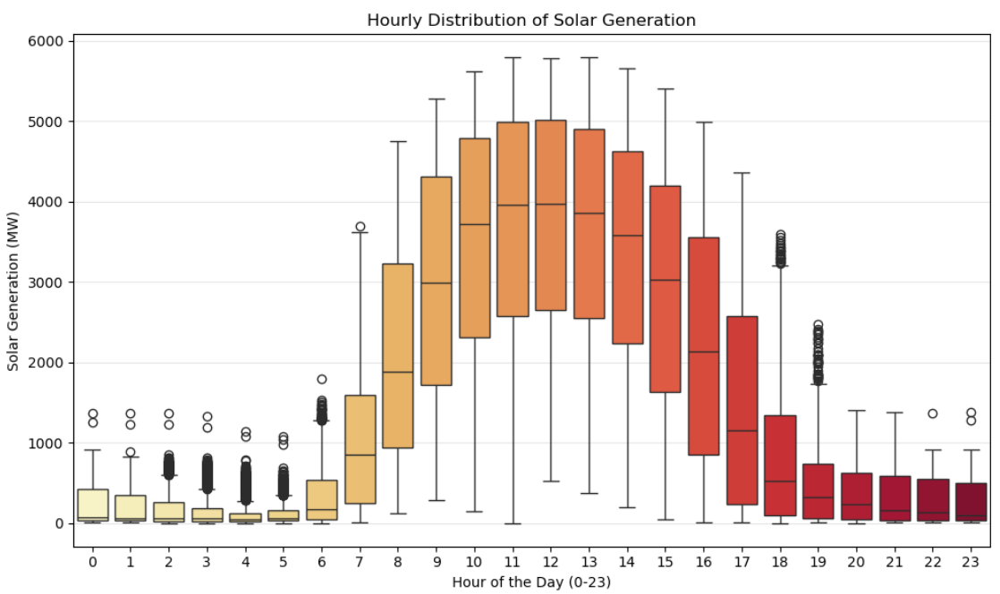 Hourly Distribution of Solar Generation
Solar Generation (MW)
6000
5000
4000
3000
2000
1000
0
0 1 2 3 4 5 6 7 8 9 10 11 12 13 14 15 16 17 18 19 20 21 22 23
Hour of the Day (0-23)